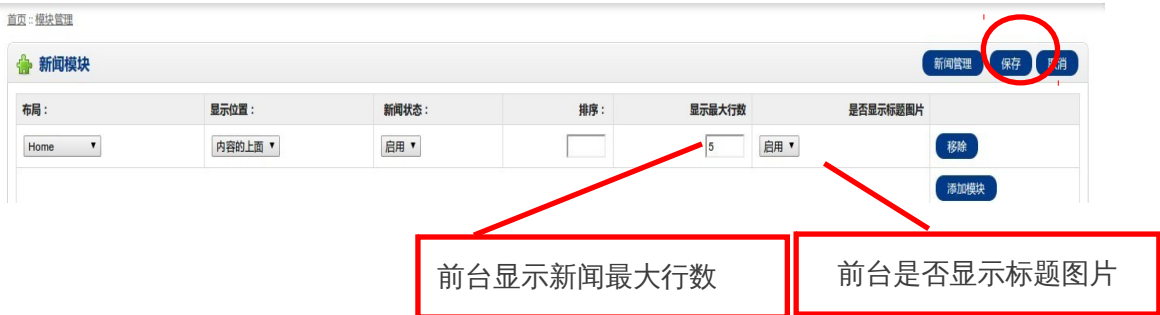 首页 :: 模块管理
新闻模块
新闻管理 保存 取消
布局： 显示位置： 新闻状态： 排序： 显示最大行数 是否显示标题图片
Home 内容的上面 启用 5 启用 移除
添加模块
前台显示新闻最大行数
前台是否显示标题图片